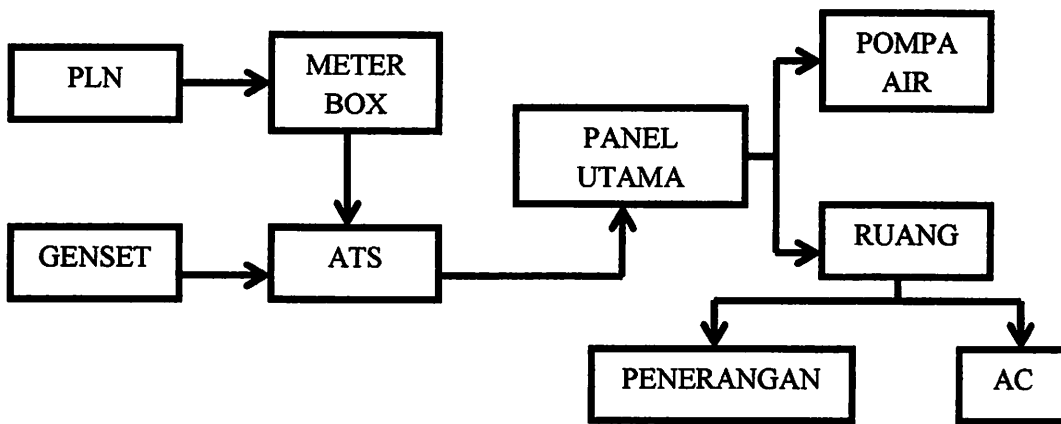 PLN
METER
BOX
POMPA
AIR
PANEL
UTAMA
GENSET
ATS
RUANG
PENERANGAN
AC